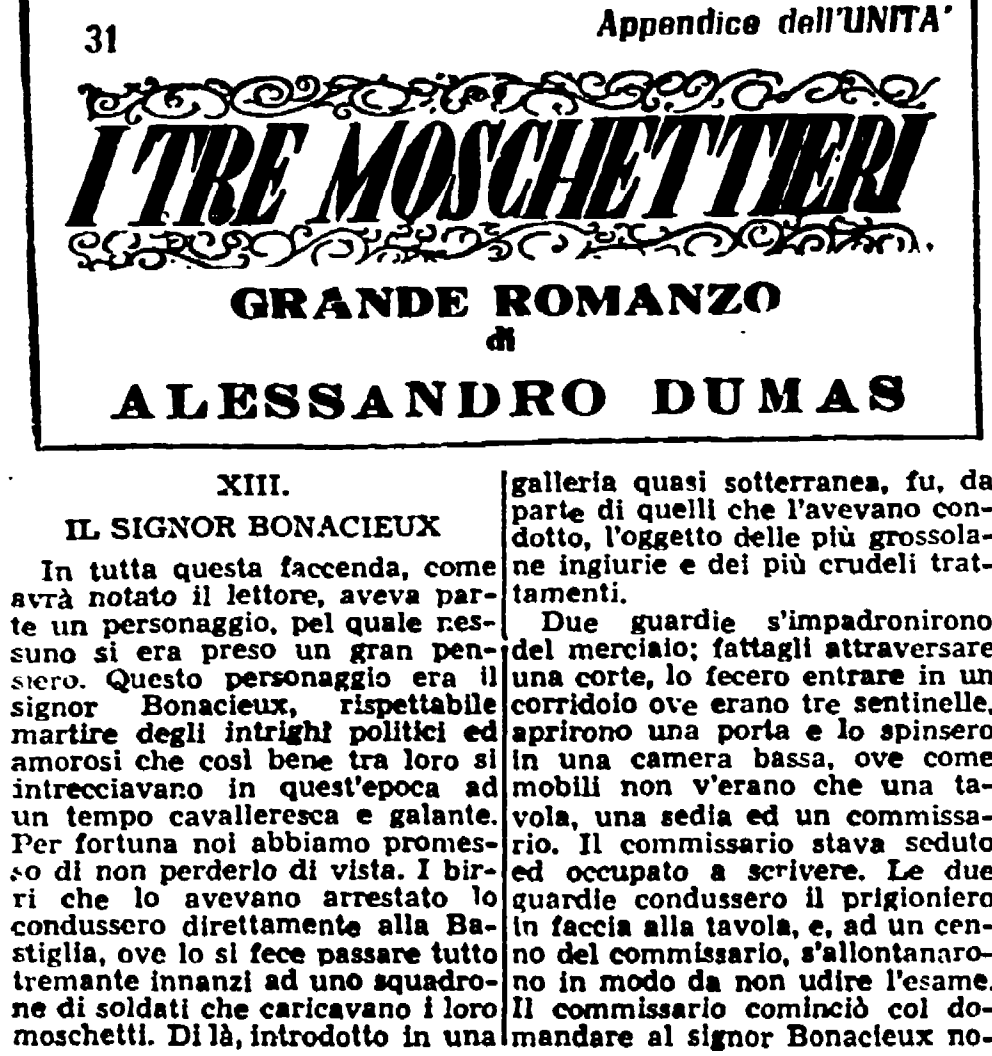 31
Appendice dell'UNITA'
I TRE MOSCHETTIERI
GRANDE ROMANZO
di
ALESSANDRO DUMAS
XIII.
IL SIGNOR BONACIEUX
In tutta questa faccenda, come
avrà notato il lettore, aveva par-
te un personaggio, pel quale nes-
suno si era preso un gran pen-
siero. Questo personaggio era il
signor Bonacieux, rispettabile
martire degli intrighi politici ed
amorosi che così bene tra loro si
intrecciavano in quest'epoca ad
un tempo cavalleresca e galante.
Per fortuna noi abbiamo promes-
so di non perderlo di vista. I bir-
ri che lo avevano arrestato lo
condussero direttamente alla Ba-
stiglia, ove lo si fece passare tutto
tremante innanzi ad uno squadro-
ne di soldati che caricavano i loro
moschetti. Di là, introdotto in una
galleria quasi sotterranea, fu, da
parte di quelli che l'avevano con-
dotto, l'oggetto delle più grossola-
ne ingiurie e dei più crudeli trat-
tamenti.
Due guardie s'impadronirono
del merciaio; fattagli attraversare
una corte, lo fecero entrare in un
corridoio ove erano tre sentinelle,
aprirono una porta e lo spinsero
in una camera bassa, ove come
mobili non v'erano che una ta-
vola, una sedia ed un commissa-
rio. Il commissario stava seduto
ed occupato a scrivere. Le due
guardie condussero il prigioniero
in faccia alla tavola, e, ad un cen-
no del commissario, s'allontanaro-
no in modo da non udire l'esame.
Il commissario cominciò col do-
mandare al signor Bonacieux no-